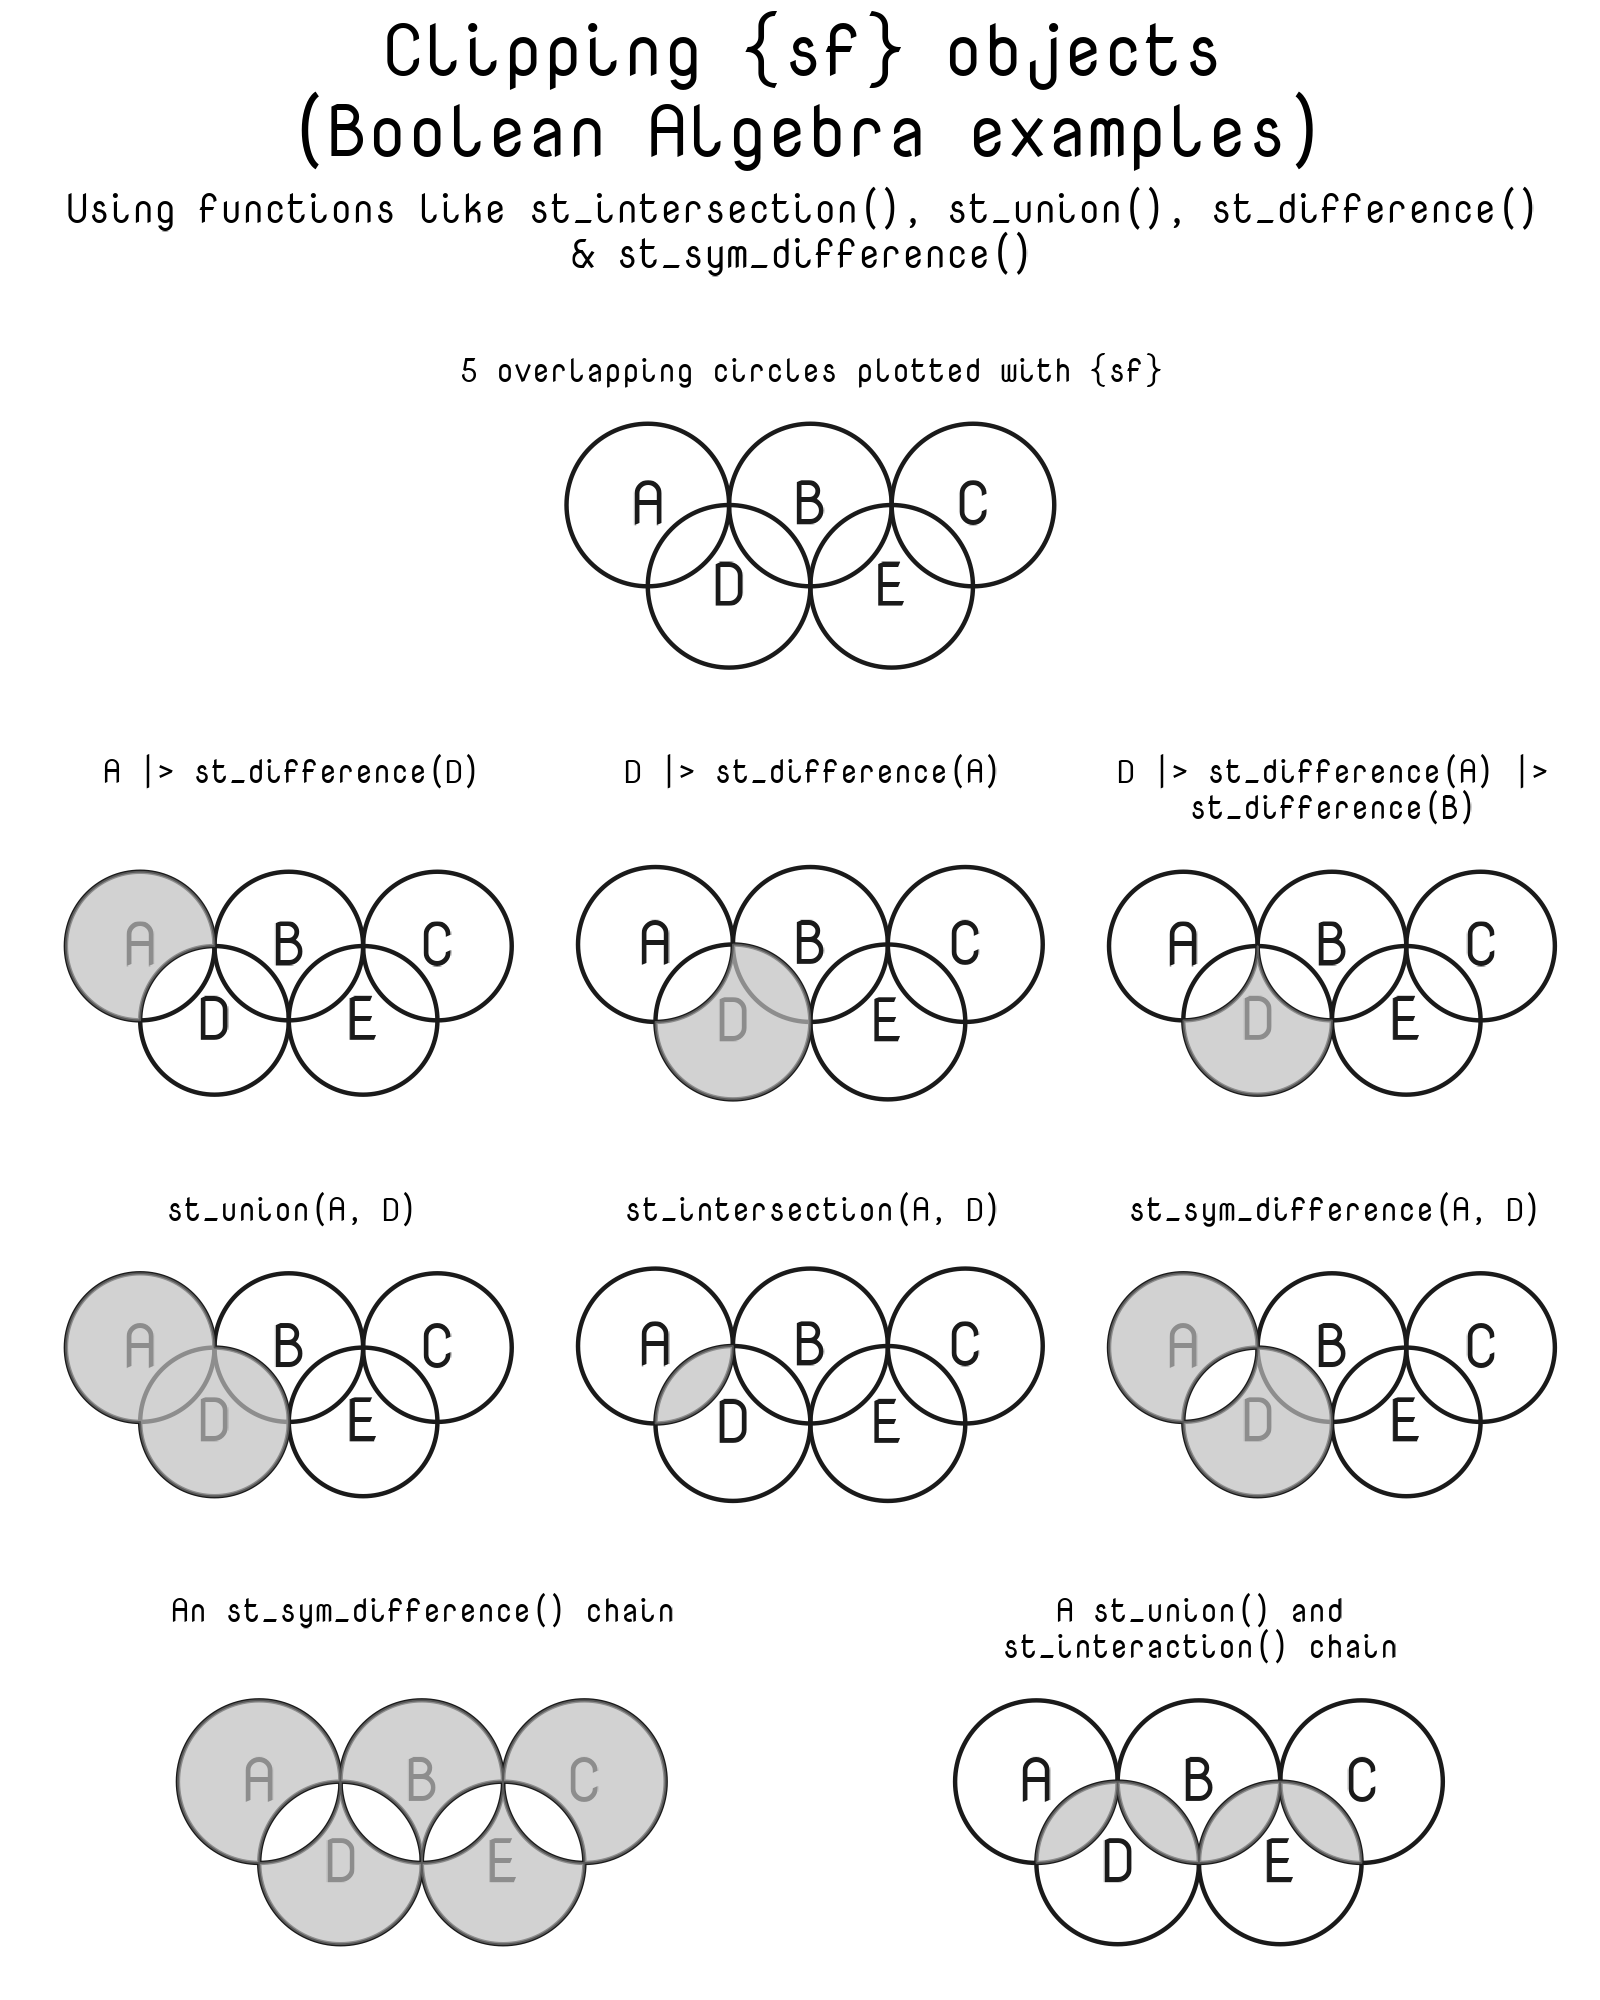 Clipping {sf} objects
(Boolean Algebra examples)
Using functions like st_intersection(), st_union(), st_difference()
& st_sym_difference()
5 overlapping circles plotted with {sf}
A B C
D E
A |> st_difference(D)
D |> st_difference(A)
D |> st_difference(A) |>
st_difference(B)
A B C
D E
A B C
D E
A B C
D E
st_union(A, D)
st_intersection(A, D)
st_sym_difference(A, D)
A B C
D E
A B C
D E
A B C
D E
An st_sym_difference() chain
A st_union() and
st_interaction() chain
A B C
D E
A B C
D E